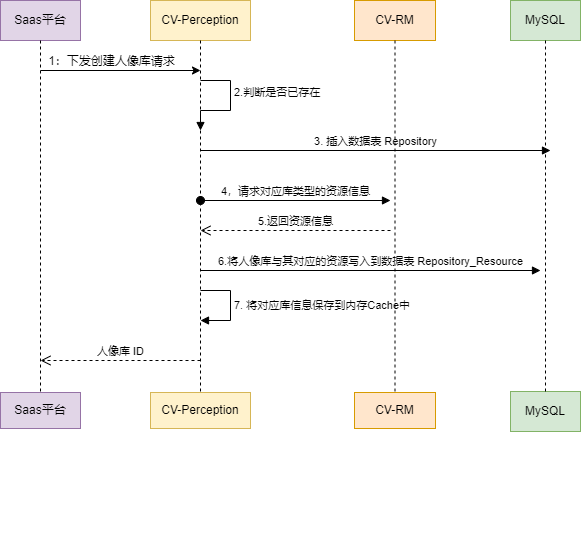 Saas平台
CV-Perception
CV-RM
MySQL
1：下发创建人像库请求
2.判断是否已存在
3. 插入数据表 Repository
4，请求对应库类型的资源信息
5.返回资源信息
6.将人像库与其对应的资源写入到数据表 Repository_Resource
7. 将对应库信息保存到内存Cache中
人像库 ID
Saas平台
CV-Perception
CV-RM
MySQL